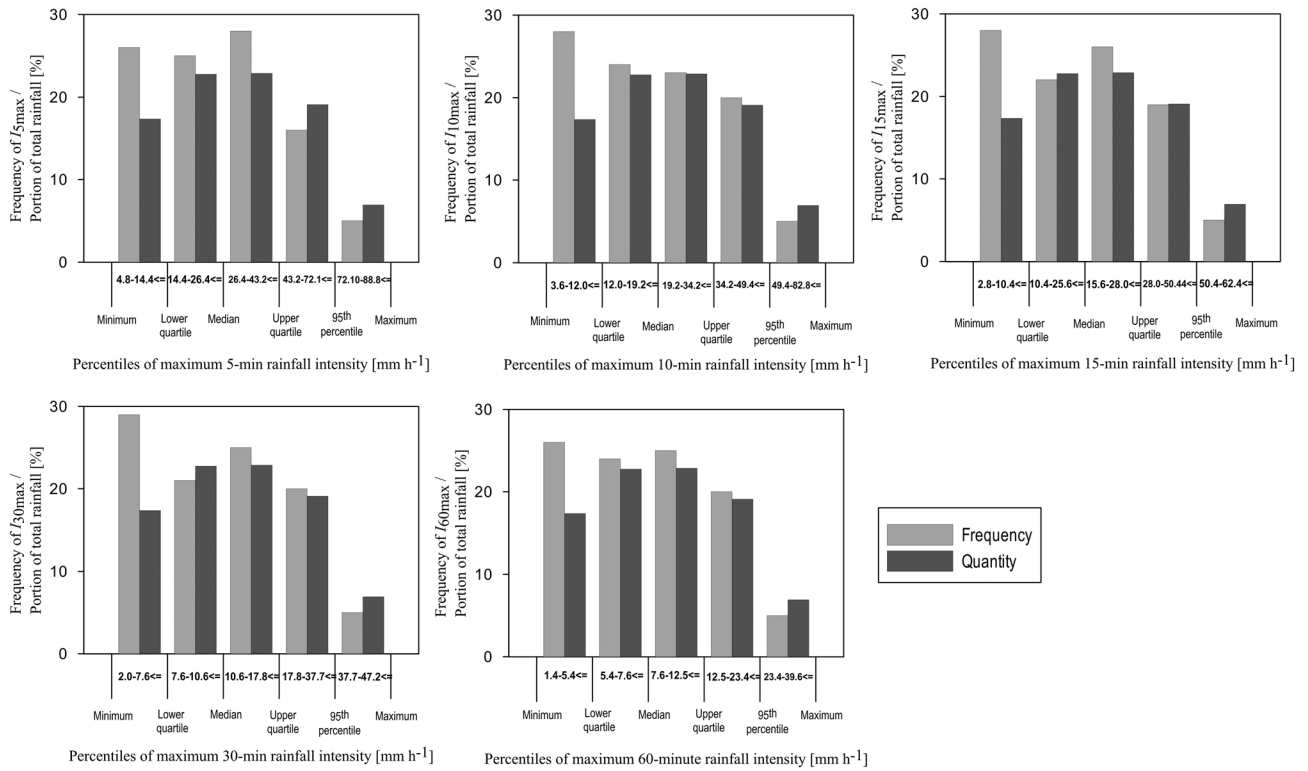 Frequency of I5max /
Portion of total rainfall [%]
30
20
10
0
4.8-14.4<= 14.4-26.4<= 26.4-43.2<= 43.2-72.1<= 72.10-88.8<=
Minimum Lower quartile Median Upper quartile 95th percentile Maximum
Percentiles of maximum 5-min rainfall intensity [mm h-1]
Frequency of I10max /
Portion of total rainfall [%]
30
20
10
0
3.6-12.0<= 12.0-19.2<= 19.2-34.2<= 34.2-49.4<= 49.4-82.8<=
Minimum Lower quartile Median Upper quartile 95th percentile Maximum
Percentiles of maximum 10-min rainfall intensity [mm h-1]
Frequency of I15max /
Portion of total rainfall [%]
30
20
10
0
2.8-10.4<= 10.4-25.6<= 15.6-28.0<= 28.0-50.44<= 50.4-62.4<=
Minimum Lower quartile Median Upper quartile 95th percentile Maximum
Percentiles of maximum 15-min rainfall intensity [mm h-1]
Frequency of I30max /
Portion of total rainfall [%]
30
20
10
0
2.0-7.6<= 7.6-10.6<= 10.6-17.8<= 17.8-37.7<= 37.7-47.2<=
Minimum Lower quartile Median Upper quartile 95th percentile Maximum
Percentiles of maximum 30-min rainfall intensity [mm h-1]
Frequency of I60max /
Portion of total rainfall [%]
30
20
10
0
1.4-5.4<= 5.4-7.6<= 7.6-12.5<= 12.5-23.4<= 23.4-39.6<=
Minimum Lower quartile Median Upper quartile 95th percentile Maximum
Percentiles of maximum 60-minute rainfall intensity [mm h-1]
Frequency
Quantity